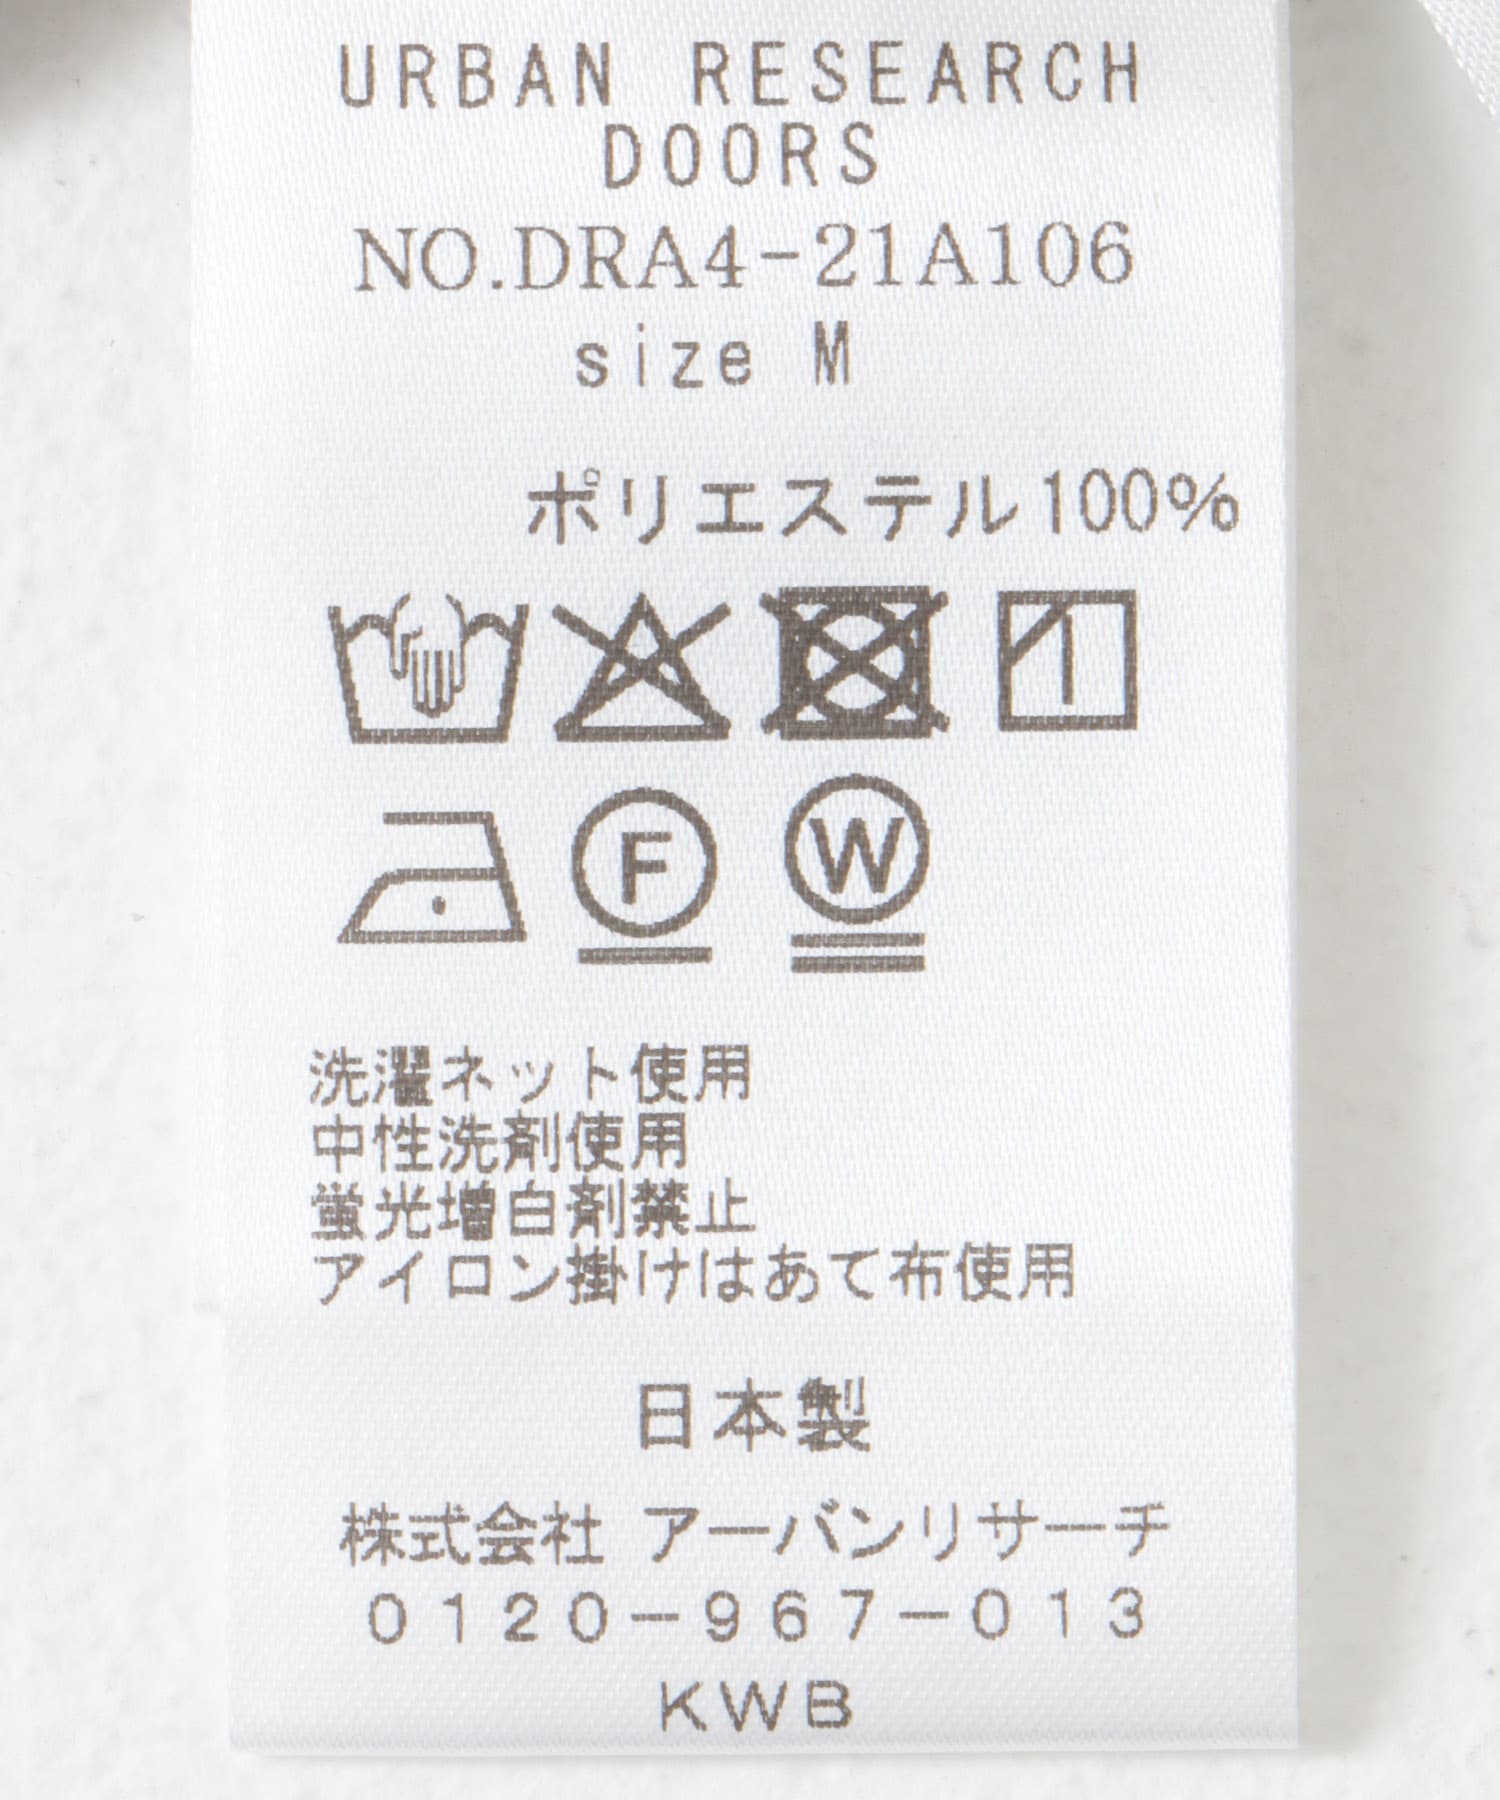 URBAN RESEARCH
DOORS
NO.DRA4-21A106
size M
ポリエステル100%
F W
洗濯ネット使用
中性洗剤使用
蛍光増白剤禁止
アイロン掛けはあて布使用
日本製
株式会社 アーバンリサーチ
0120-967-013
KWB